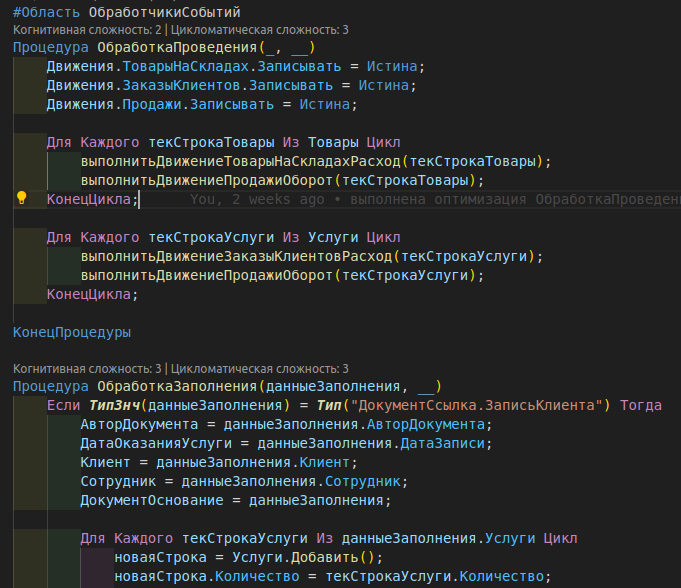 #Область ОбработчикиСобытий
Когнитивная сложность: 2 | Цикломатическая сложность: 3
Процедура ОбработкаПроведения(_, __)
Движения.ТоварыНаСкладах.Записывать = Истина;
Движения.ЗаказыКлиентов.Записывать = Истина;
Движения.Продажи.Записывать = Истина;
Для Каждого текСтрокаТовары Из Товары Цикл
выполнитьДвижениеТоварыНаСкладахРасход(текСтрокаТовары);
выполнитьДвижениеПродажиОборот(текСтрокаТовары);
КонецЦикла; You, 2 weeks ago • выполнена оптимизация ОбработкаПроведен
Для Каждого текСтрокаУслуги Из Услуги Цикл
выполнитьДвижениеЗаказыКлиентовРасход(текСтрокаУслуги);
выполнитьДвижениеПродажиОборот(текСтрокаУслуги);
КонецЦикла;
КонецПроцедуры
Когнитивная сложность: 3 | Цикломатическая сложность: 3
Процедура ОбработкаЗаполнения(данныеЗаполнения, __)
Если ТипЗнч(данныеЗаполнения) = Тип("ДокументСсылка.ЗаписьКлиента") Тогда
АвторДокумента = данныеЗаполнения.АвторДокумента;
ДатаОказанияУслуги = данныеЗаполнения.ДатаЗаписи;
Клиент = данныеЗаполнения.Клиент;
Сотрудник = данныеЗаполнения.Сотрудник;
ДокументОснование = данныеЗаполнения;
Для Каждого текСтрокаУслуги Из данныеЗаполнения.Услуги Цикл
новаяСтрока = Услуги.Добавить();
новаяСтрока.Количество = текСтрокаУслуги.Количество;